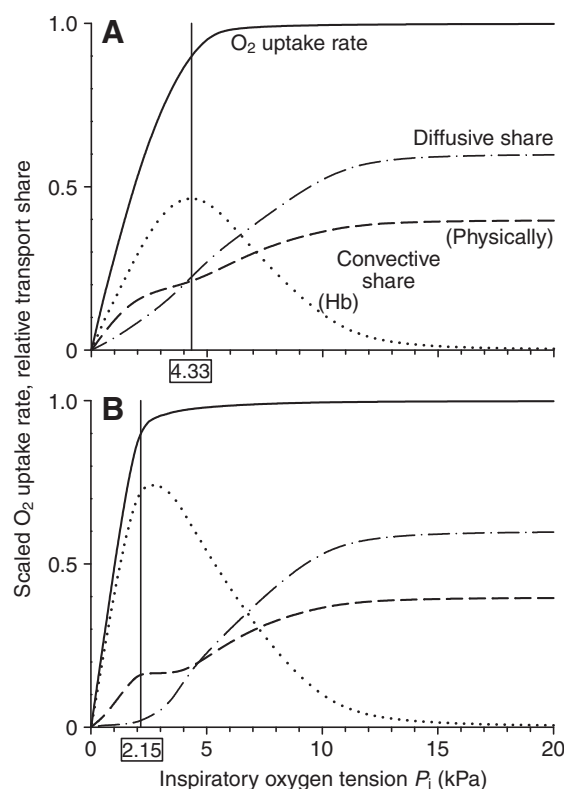 Scaled O2 uptake rate, relative transport share
A
1.0
0.5
0
O2 uptake rate
Diffusive share
(Physically)
Convective
share
(Hb)
4.33
B
1.0
0.5
0
0
2.15
5
10
15
20
Inspiratory oxygen tension Pi (kPa)